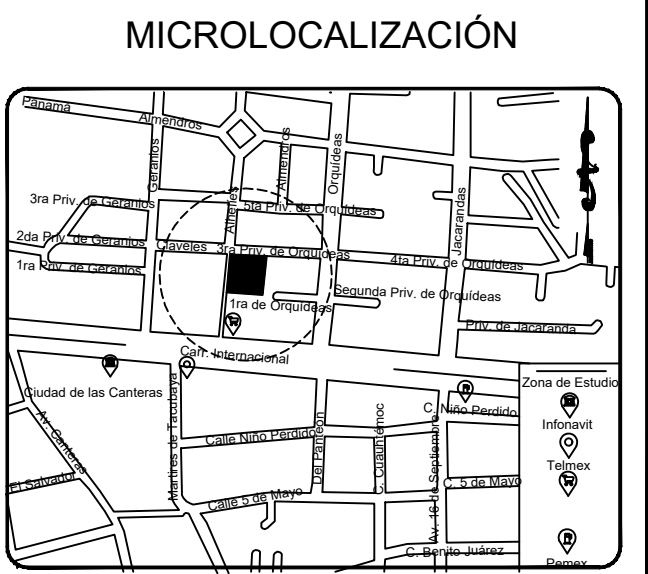 MICROLOCALIZACIÓN
Panamá
Almendros
Geranios
Almendros
Orquídeas
3ra Priv. de Geranios
Alhelíes
5ta Priv. de Orquídeas
Jacarandas
2da Priv. de Geranios
Claveles
3ra Priv. de Orquídeas
4ta Priv. de Orquídeas
1ra Priv. de Geranios
Segunda Priv. de Orquídeas
1ra de Orquídeas
Priv. de Jacaranda
Carr. Internacional
Ciudad de las Canteras
Zona de Estudio
Av. Canteras
Martires de Tacubaya
Calle Niño Perdido
Del Panteón
C. Cuauhtémoc
C. Niño Perdido
Av. 16 de Septiembre
Infonavit
Telmex
El Salvador
Calle 5 de Mayo
C. 5 de Mayo
C. Benito Juárez
Pemex